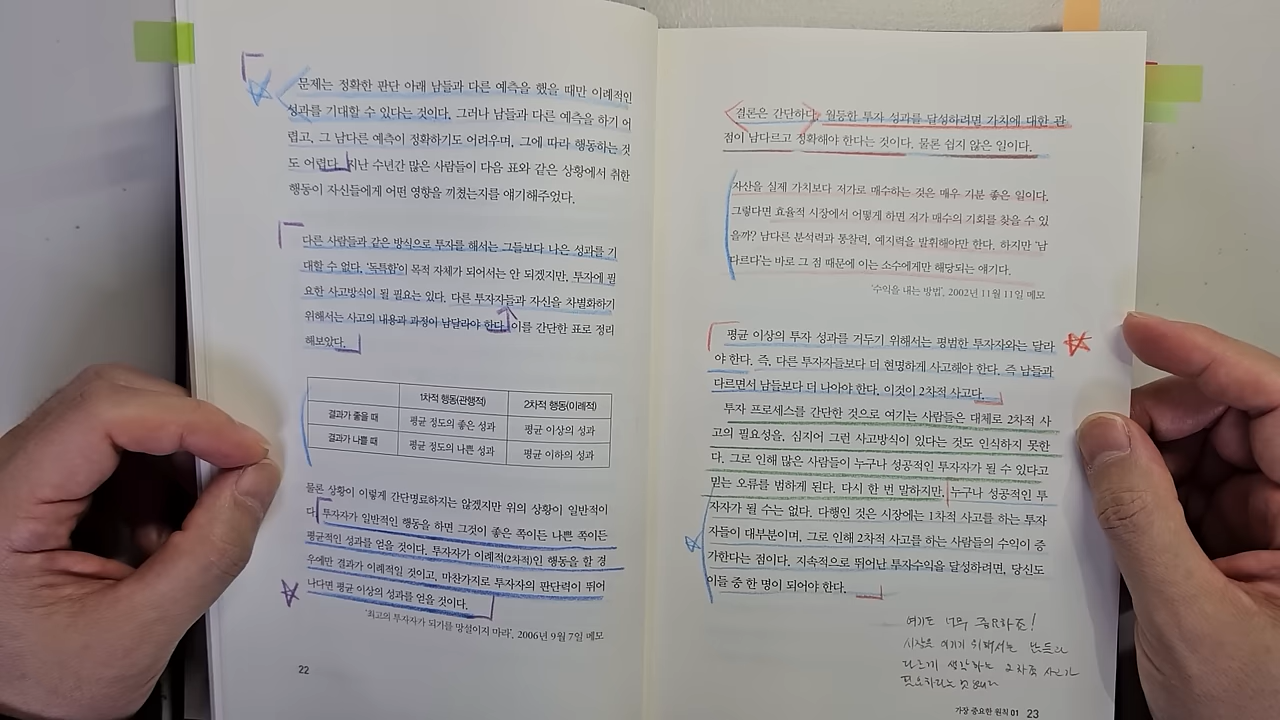 문제는 정확한 판단 아래 남들과 다른 예측을 했을 때만 이례적인
성과를 기대할 수 있다는 것이다. 그러나 남들과 다른 예측을 하기 어
렵고, 그 남다른 예측이 정확하기도 어려우며, 그에 따라 행동하는 것
도 어렵다. 지난 수년간 많은 사람들이 다음 표와 같은 상황에서 취한
행동이 자신들에게 어떤 영향을 끼쳤는지를 얘기해주었다.
다른 사람들과 같은 방식으로 투자를 해서는 그들보다 나은 성과를 기
대할 수 없다. '독특함'이 목적 자체가 되어서는 안 되겠지만, 투자에 필
요한 사고방식이 될 필요는 있다. 다른 투자자들과 자신을 차별화하기
위해서는 사고의 내용과 과정이 남달라야 한다. 이를 간단한 표로 정리
해보았다.
1차적 행동(관행적) 2차적 행동(이례적)
결과가 좋을 때 평균 정도의 좋은 성과 평균 이상의 성과
결과가 나쁠 때 평균 정도의 나쁜 성과 평균 이하의 성과
물론 상황이 이렇게 간단명료하지는 않겠지만 위의 상황이 일반적이
다. 투자자가 일반적인 행동을 하면 그것이 좋은 쪽이든 나쁜 쪽이든
평균적인 성과를 얻을 것이다. 투자자가 이례적(2차적)인 행동을 할 경
우에만 결과가 이례적일 것이고, 마찬가지로 투자자의 판단력이 뛰어
나다면 평균 이상의 성과를 얻을 것이다.
'최고의 투자자가 되기를 망설이지 마라', 2006년 9월 7일 메모
22
결론은 간단하다. 월등한 투자 성과를 달성하려면 가치에 대한 관
점이 남다르고 정확해야 한다는 것이다. 물론 쉽지 않은 일이다.
자산을 실제 가치보다 저가로 매수하는 것은 매우 기분 좋은 일이다.
그렇다면 효율적 시장에서 어떻게 하면 저가 매수의 기회를 찾을 수 있
을까? 남다른 분석력과 통찰력, 예지력을 발휘해야만 한다. 하지만 '남
다르다'는 바로 그 점 때문에 이는 소수에게만 해당되는 얘기다.
'수익을 내는 방법', 2002년 11월 11일 메모
평균 이상의 투자 성과를 거두기 위해서는 평범한 투자자와는 달라
야 한다. 즉, 다른 투자자들보다 더 현명하게 사고해야 한다. 즉 남들과
다르면서 남들보다 더 나아야 한다. 이것이 2차적 사고다.
투자 프로세스를 간단한 것으로 여기는 사람들은 대체로 2차적 사
고의 필요성을, 심지어 그런 사고방식이 있다는 것도 인식하지 못한
다. 그로 인해 많은 사람들이 누구나 성공적인 투자자가 될 수 있다고
믿는 오류를 범하게 된다. 다시 한 번 말하지만, 누구나 성공적인 투
자자가 될 수는 없다. 다행인 것은 시장에는 1차적 사고를 하는 투자
자들이 대부분이며, 그로 인해 2차적 사고를 하는 사람들의 수익이 증
가한다는 점이다. 지속적으로 뛰어난 투자수익을 달성하려면, 당신도
이들 중 한 명이 되어야 한다.
여기는 너무 중요하죠!
시장을 이기기 위해서는 남들과
다르게 생각하는 2차적 사고가
필요하다는 것
가장 중요한 원칙 01 23